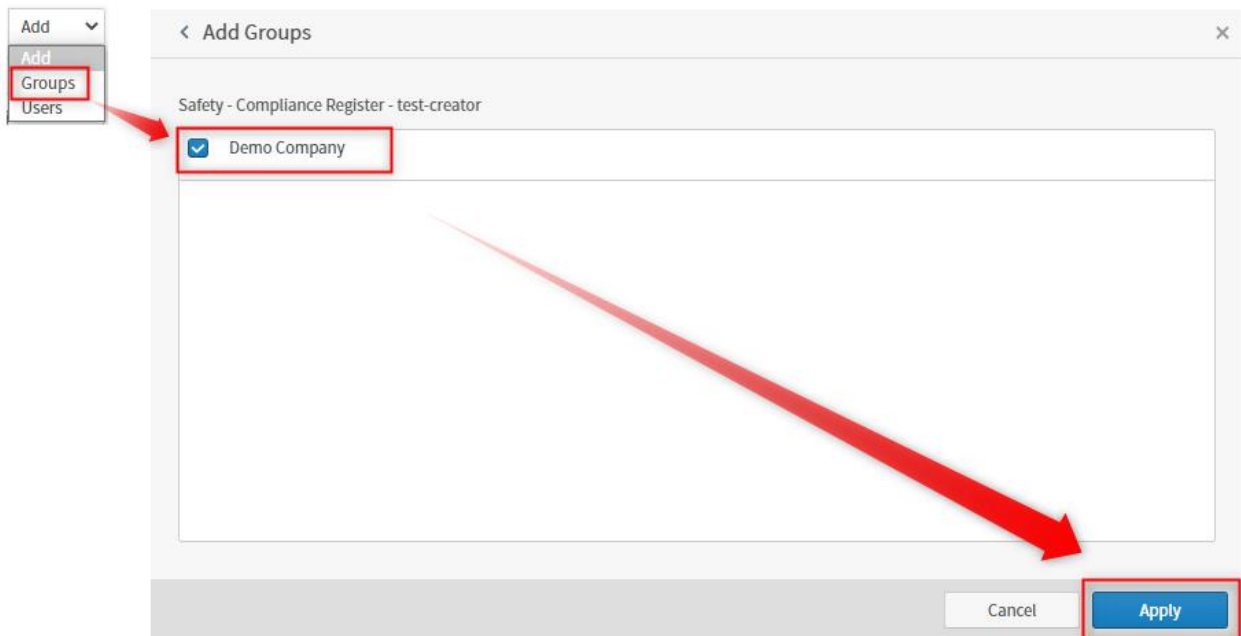 Add
Add
Groups
Users
< Add Groups
×
Safety - Compliance Register - test-creator
Demo Company
Cancel
Apply